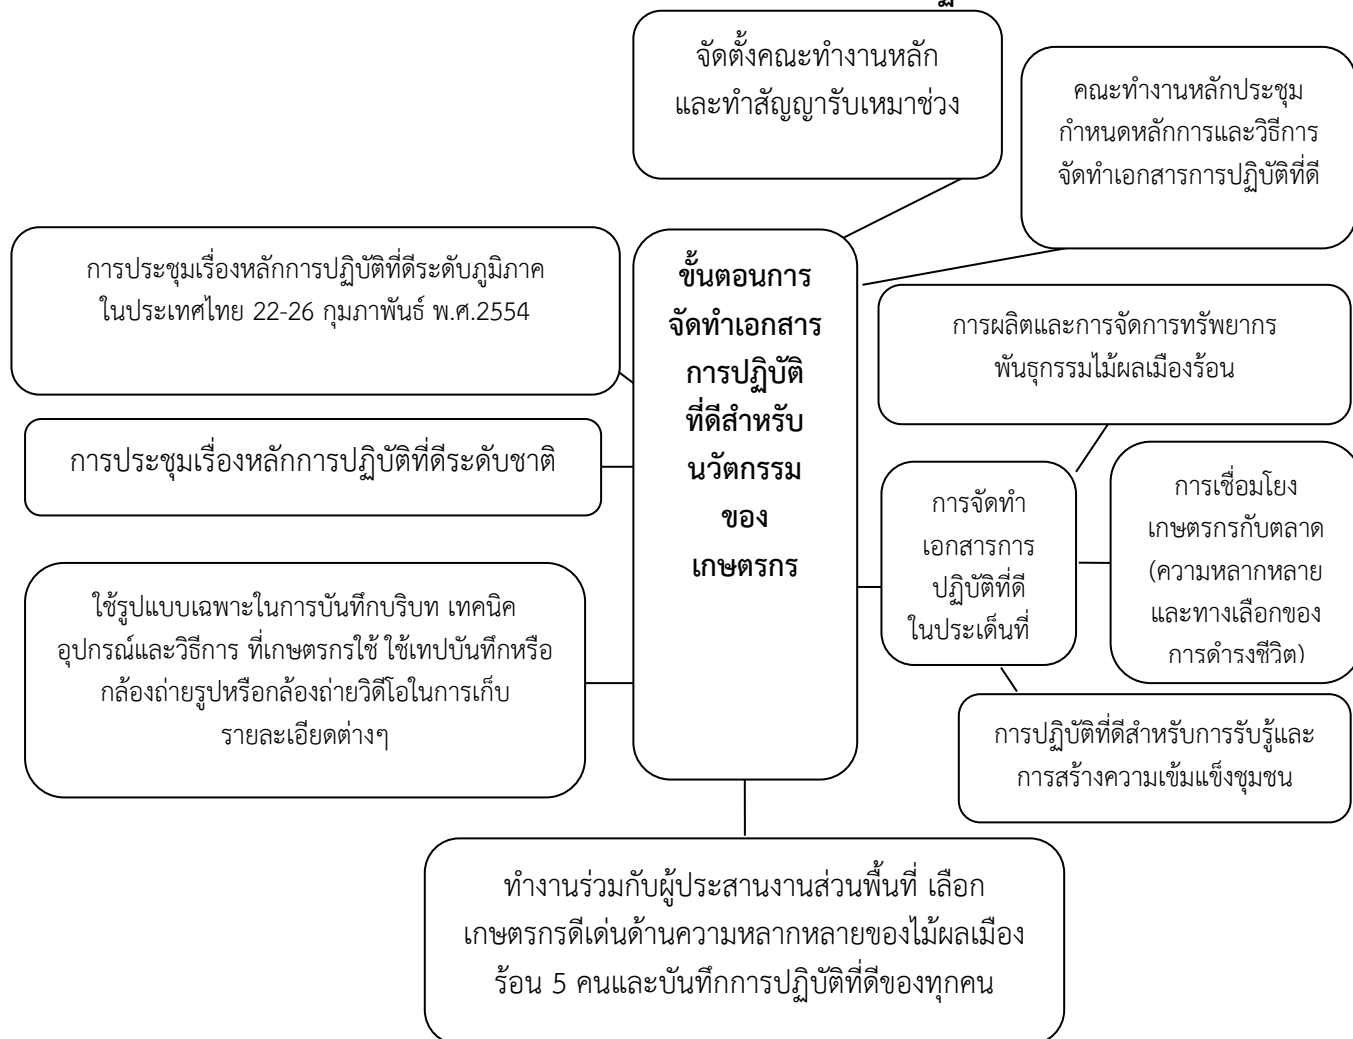 จัดตั้งคณะทำงานหลัก
และทำสัญญารับเหมาช่วง
คณะทำงานหลักประชุม
กำหนดหลักการและวิธีการ
จัดทำเอกสารการปฏิบัติที่ดี
การประชุมเรื่องหลักการปฏิบัติที่ดีระดับภูมิภาค
ในประเทศไทย 22-26 กุมภาพันธ์ พ.ศ.2554
ขั้นตอนการ
จัดทำเอกสาร
การปฏิบัติ
ที่ดีสำหรับ
นวัตกรรม
ของ
เกษตรกร
การผลิตและการจัดการทรัพยากร
พันธุกรรมไม้ผลเมืองร้อน
การประชุมเรื่องหลักการปฏิบัติที่ดีระดับชาติ
การจัดทำ
เอกสารการ
ปฏิบัติที่ดี
ในประเด็นที่
การเชื่อมโยง
เกษตรกรกับตลาด
(ความหลากหลาย
และทางเลือกของ
การดำรงชีวิต)
ใช้รูปแบบเฉพาะในการบันทึกบริบท เทคนิค
อุปกรณ์และวิธีการ ที่เกษตรกรใช้ ใช้เทปบันทึกหรือ
กล้องถ่ายรูปหรือกล้องถ่ายวิดีโอในการเก็บ
รายละเอียดต่างๆ
การปฏิบัติที่ดีสำหรับการรับรู้และ
การสร้างความเข้มแข็งชุมชน
ทำงานร่วมกับผู้ประสานงานส่วนพื้นที่ เลือก
เกษตรกรดีเด่นด้านความหลากหลายของไม้ผลเมือง
ร้อน 5 คนและบันทึกการปฏิบัติที่ดีของทุกคน